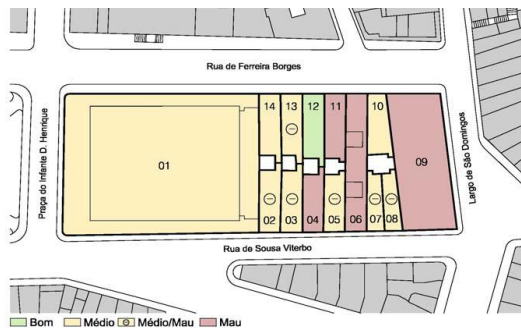 Rua de Ferreira Borges
Praça do Infante D. Henrique
14 13 12 11 10
01
09
Largo de São Domingos
02 03 04 05 06 07 08
Rua de Sousa Viterbo
Bom Médio Médio/Mau Mau